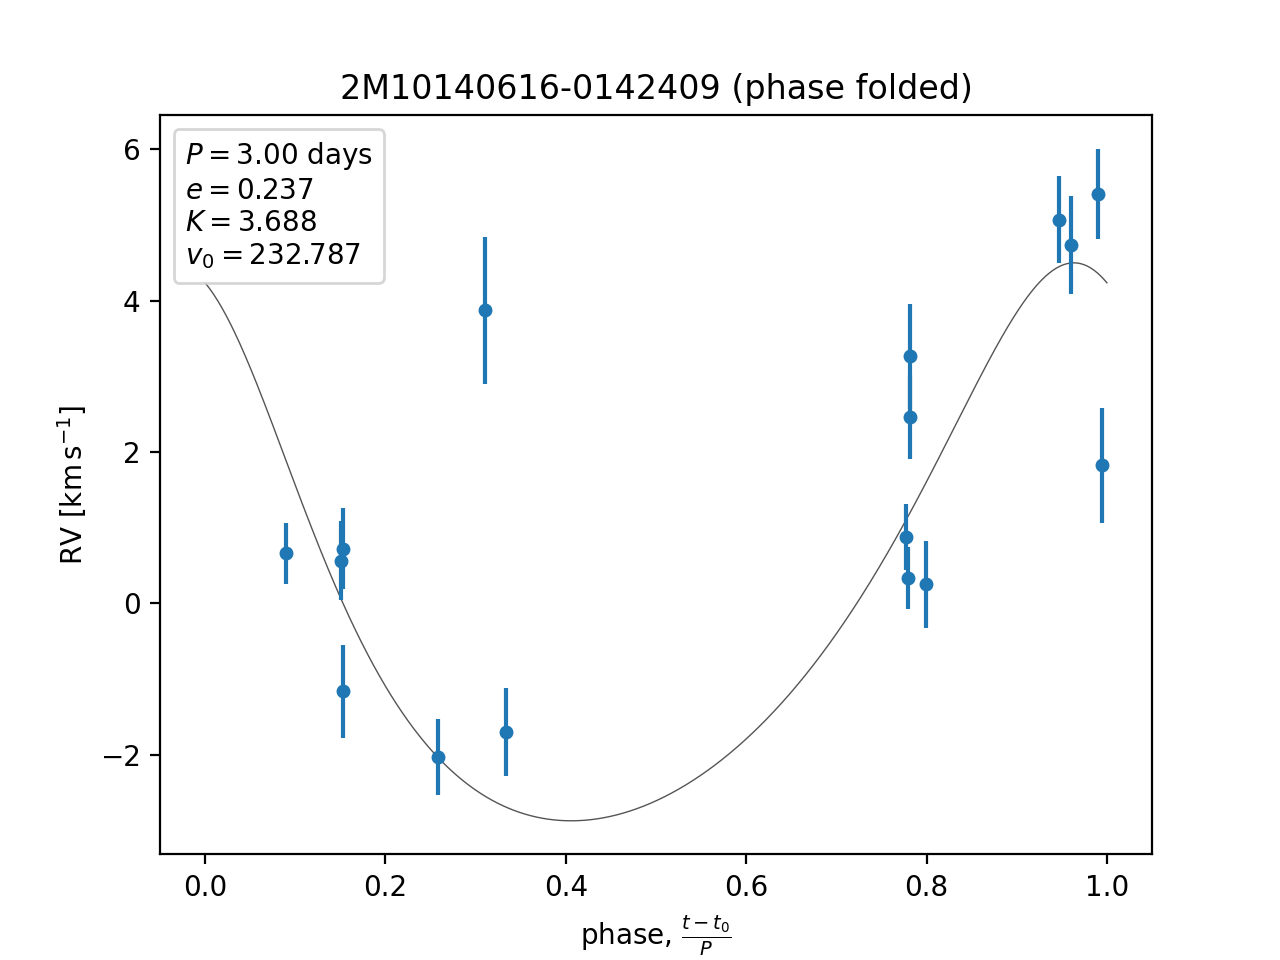 2M10140616-0142409 (phase folded)
P = 3.00 days
e = 0.237
K = 3.688
v₀ = 232.787
RV [km s⁻¹]
6
4
2
0
−2
0.0 0.2 0.4 0.6 0.8 1.0
phase, (t − t₀)/P